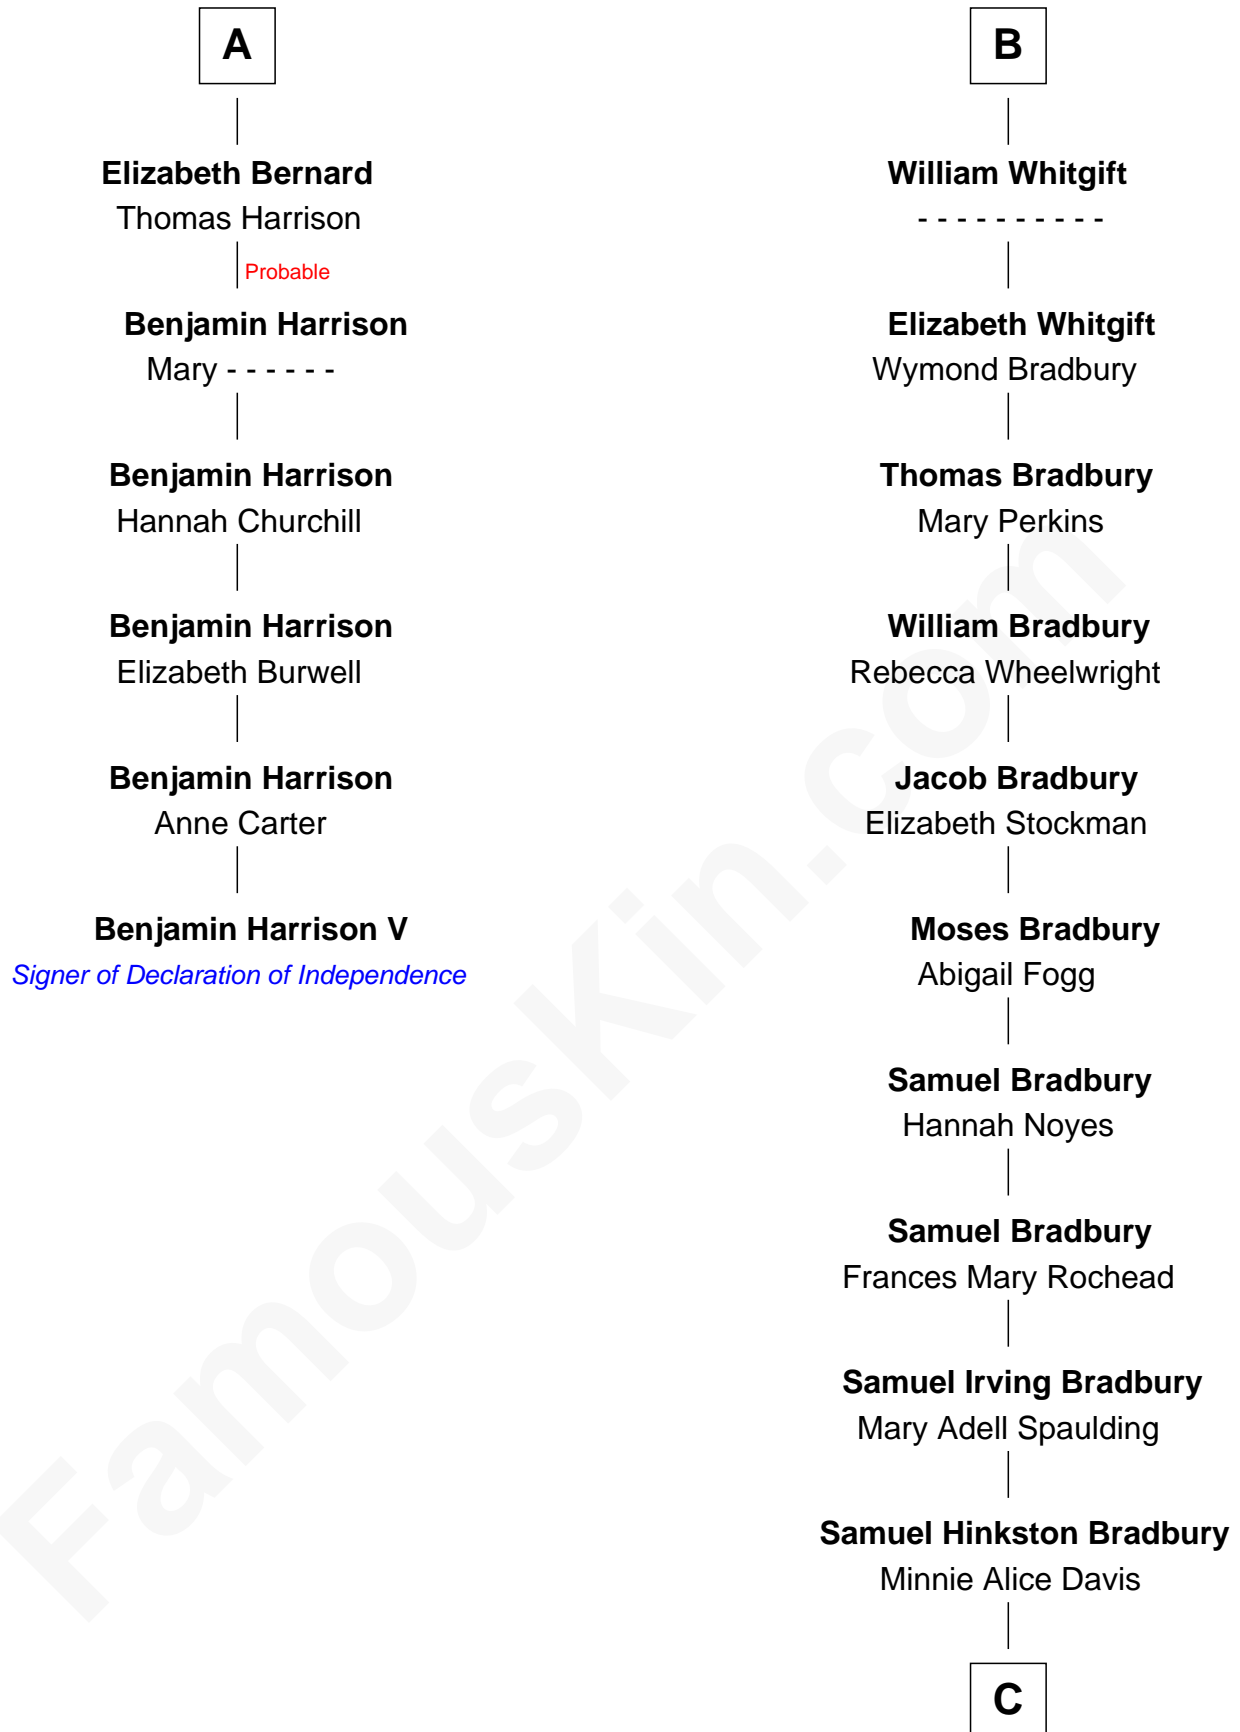 A
Elizabeth Bernard
Thomas Harrison
Probable
Benjamin Harrison
Mary - - - - - -
Benjamin Harrison
Hannah Churchill
Benjamin Harrison
Elizabeth Burwell
Benjamin Harrison
Anne Carter
Benjamin Harrison V
Signer of Declaration of Independence
B
William Whitgift
- - - - - - - - - -
Elizabeth Whitgift
Wymond Bradbury
Thomas Bradbury
Mary Perkins
William Bradbury
Rebecca Wheelwright
Jacob Bradbury
Elizabeth Stockman
Moses Bradbury
Abigail Fogg
Samuel Bradbury
Hannah Noyes
Samuel Bradbury
Frances Mary Rochead
Samuel Irving Bradbury
Mary Adell Spaulding
Samuel Hinkston Bradbury
Minnie Alice Davis
C
FamousKin.com